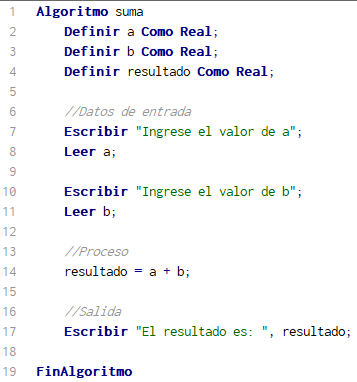 1 Algoritmo suma
2 Definir a Como Real;
3 Definir b Como Real;
4 Definir resultado Como Real;
5
6 //Datos de entrada
7 Escribir "Ingrese el valor de a";
8 Leer a;
9
10 Escribir "Ingrese el valor de b";
11 Leer b;
12
13 //Proceso
14 resultado = a + b;
15
16 //Salida
17 Escribir "El resultado es: ", resultado;
18
19 FinAlgoritmo